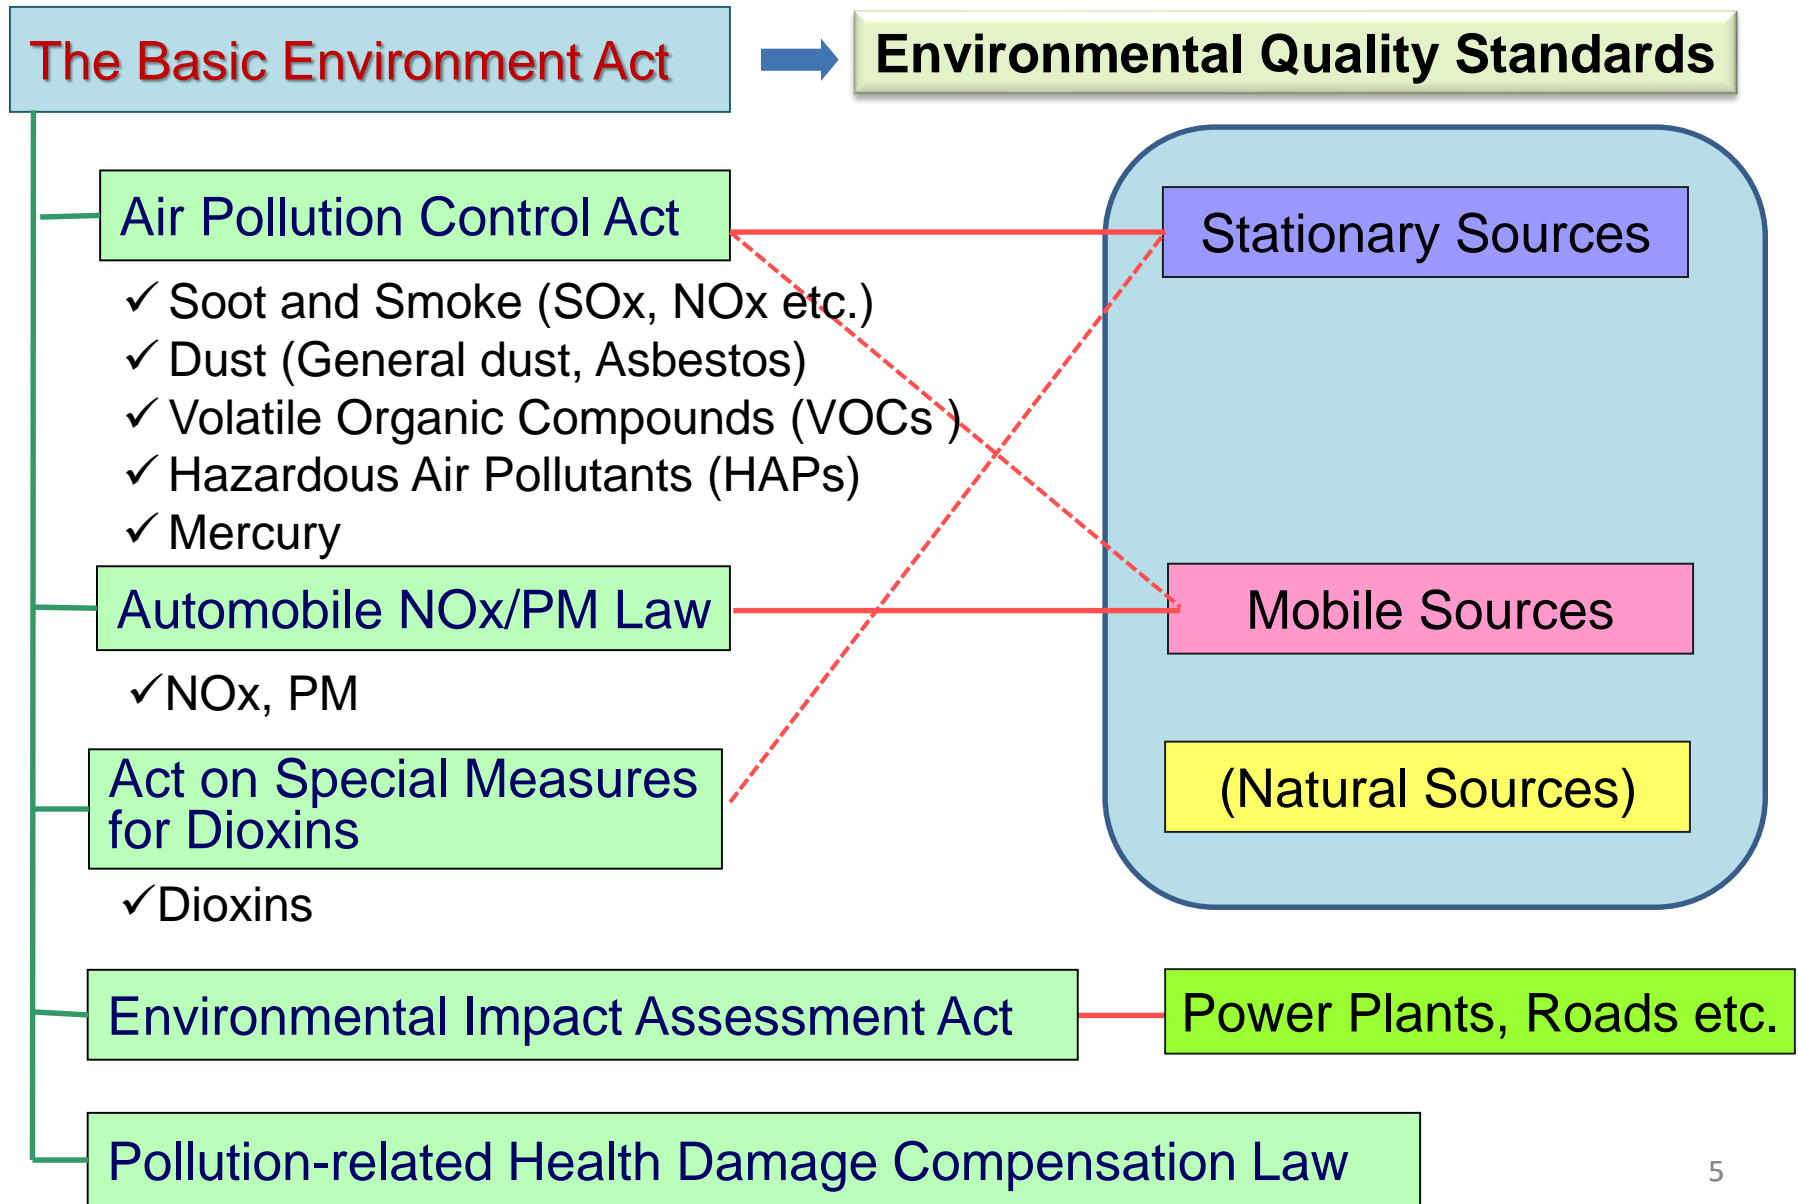 The Basic Environment Act
Environmental Quality Standards
Air Pollution Control Act
✓ Soot and Smoke (SOx, NOx etc.)
✓ Dust (General dust, Asbestos)
✓ Volatile Organic Compounds (VOCs )
✓ Hazardous Air Pollutants (HAPs)
✓ Mercury
Automobile NOx/PM Law
✓NOx, PM
Act on Special Measures
for Dioxins
✓Dioxins
Environmental Impact Assessment Act
Pollution-related Health Damage Compensation Law
Stationary Sources
Mobile Sources
(Natural Sources)
Power Plants, Roads etc.
5